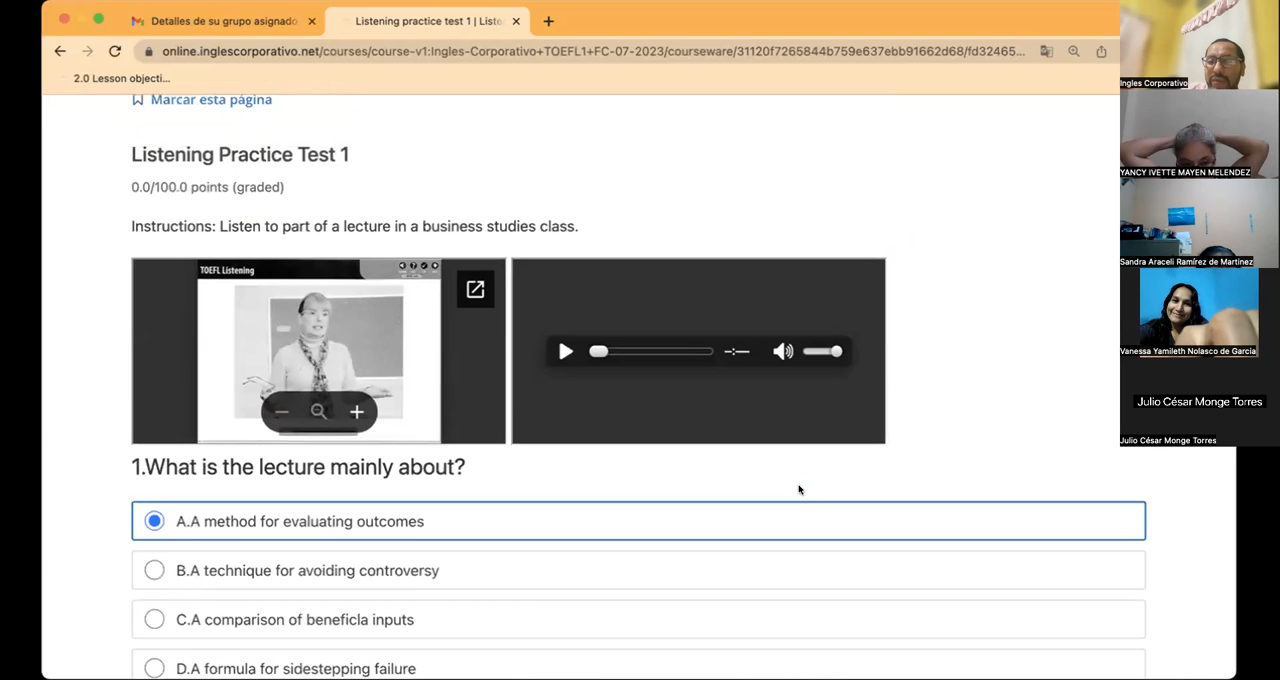 Detalles de su grupo asignado
Listening practice test 1 | Liste
online.inglescorporativo.net/courses/course-v1:Ingles-Corporativo+TOEFL1+FC-07-2023/courseware/31120f7265844b759e637ebb91662d68/fd32465...
2.0 Lesson objecti...
Marcar esta página
Listening Practice Test 1
0.0/100.0 points (graded)
Instructions: Listen to part of a lecture in a business studies class.
TOEFL Listening
1.What is the lecture mainly about?
A.A method for evaluating outcomes
B.A technique for avoiding controversy
C.A comparison of beneficla inputs
D.A formula for sidestepping failure
Ingles Corporativo
YANCY IVETTE MAYEN MELENDEZ
Sandra Araceli Ramírez de Martinez
Vanessa Yamileth Nolasco de Garcia
Julio César Monge Torres
Julio César Monge Torres